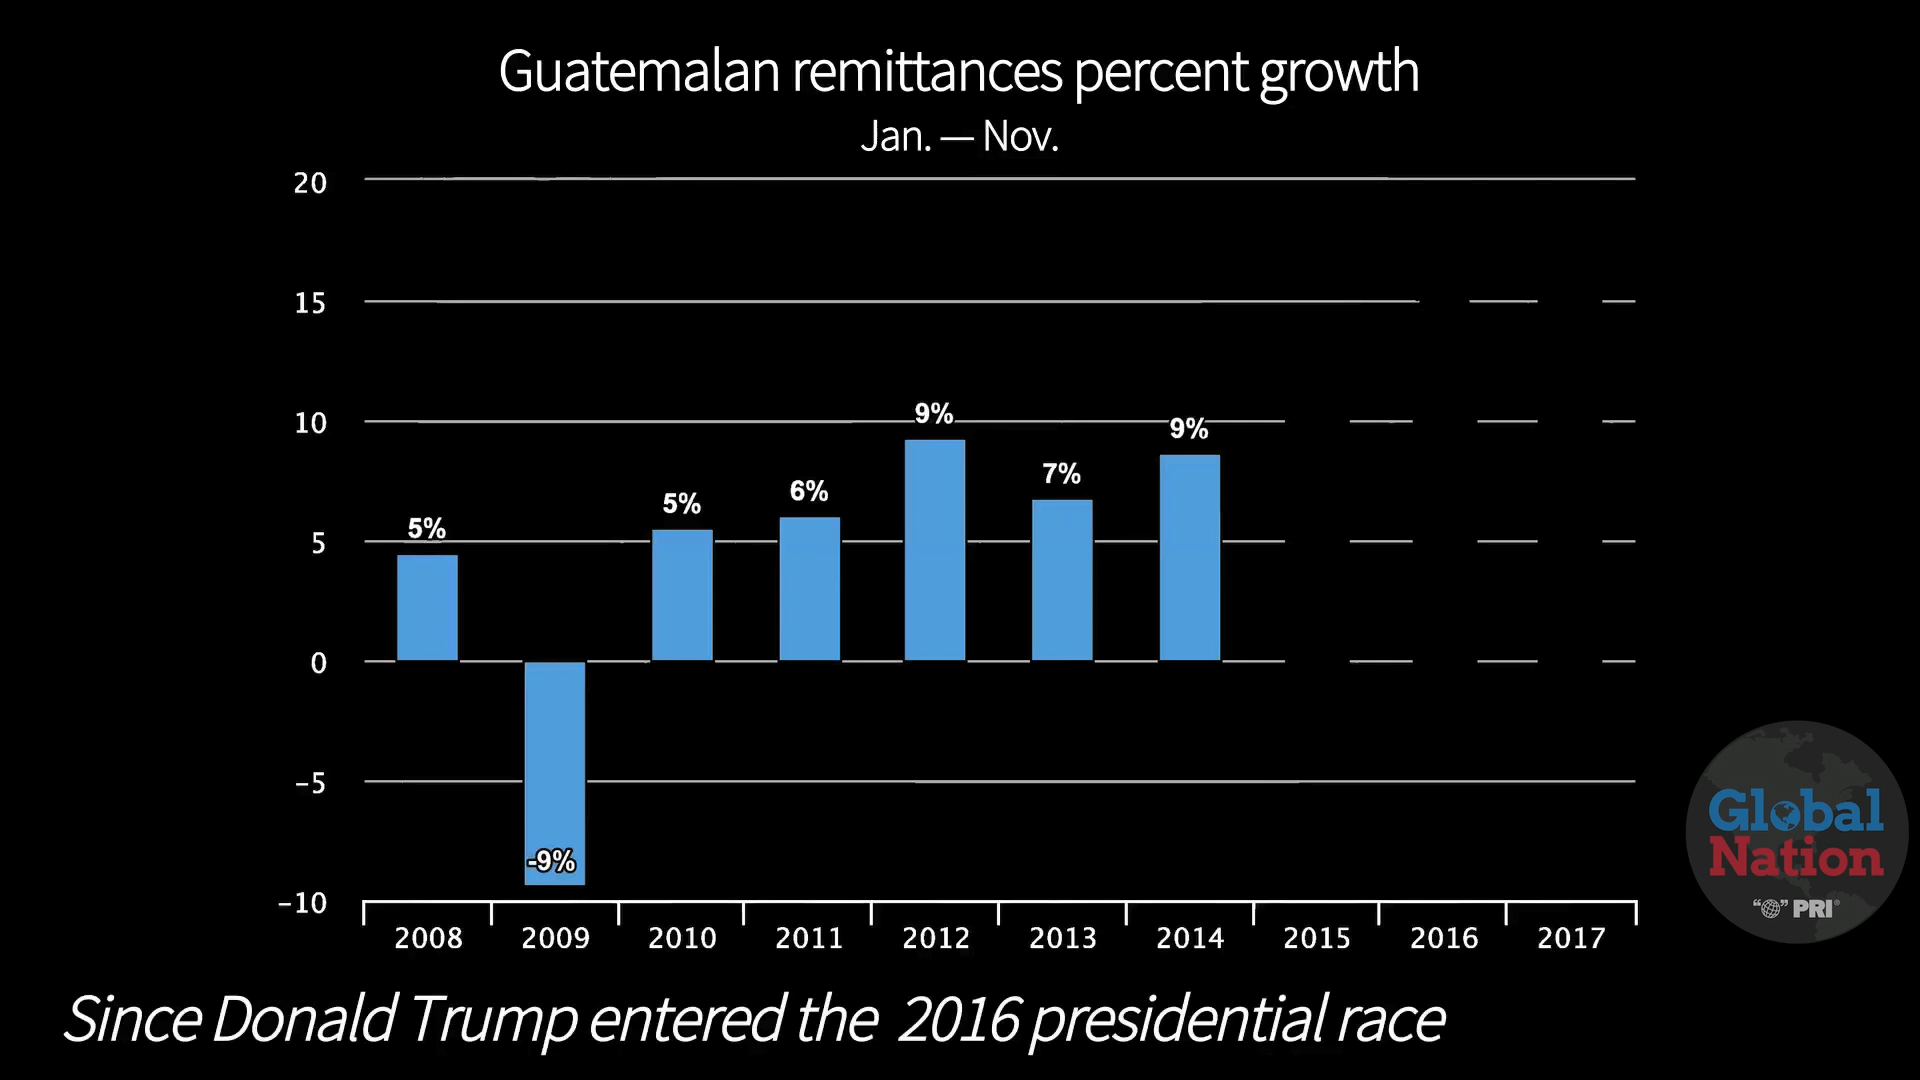 Guatemalan remittances percent growth
Jan. — Nov.
20
15
10
5
0
−5
−10
5%
-9%
5%
6%
9%
7%
9%
2008 2009 2010 2011 2012 2013 2014 2015 2016 2017
Global
Nation
PRI
Since Donald Trump entered the 2016 presidential race